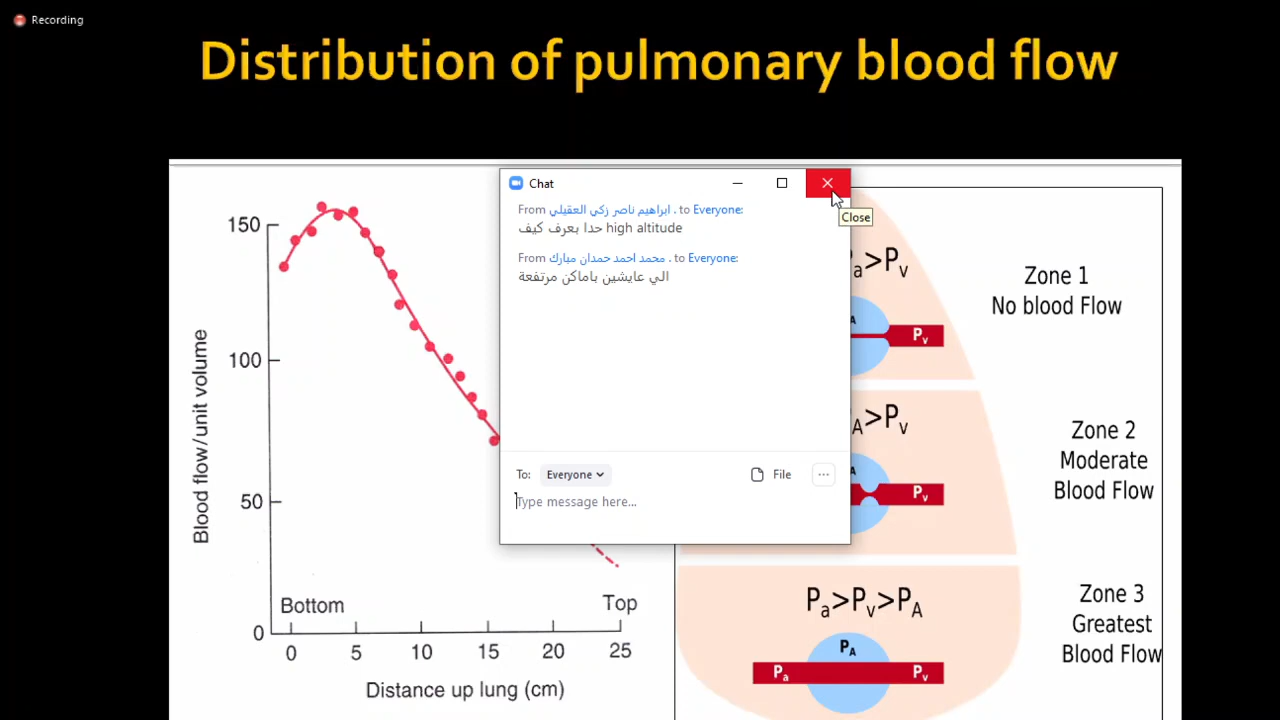 Recording
Distribution of pulmonary blood flow
Chat
From ابراهيم ناصر زكي العقيلي . to Everyone:
حدا بعرف كيف high altitude
From محمد احمد حمدان مبارك . to Everyone:
الي عايشين باماكن مرتفعة
Close
To: Everyone
File
Type message here...
150
100
50
0
Blood flow/unit volume
Bottom
Top
0 5 10 15 20 25
Distance up lung (cm)
a>Pv
A
Pv
Zone 1
No blood Flow
A>Pv
A
Pv
Zone 2
Moderate
Blood Flow
Pa>Pv>PA
PA
Pa
Pv
Zone 3
Greatest
Blood Flow